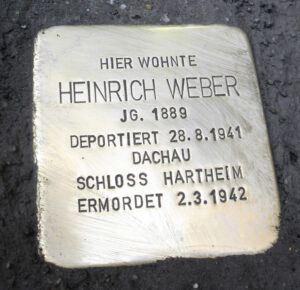 HIER WOHNTE
HEINRICH WEBER
JG. 1889
DEPORTIERT 28.8.1941
DACHAU
SCHLOSS HARTHEIM
ERMORDET 2.3.1942